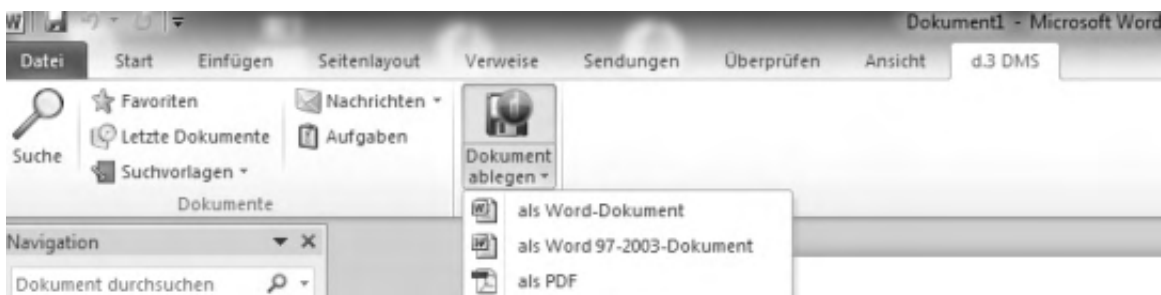 W
Dokument1 - Microsoft Word
Datei Start Einfügen Seitenlayout Verweise Sendungen Überprüfen Ansicht d.3 DMS
Suche
Favoriten
Letzte Dokumente
Suchvorlagen
Dokumente
Nachrichten
Aufgaben
Dokument
ablegen
als Word-Dokument
als Word 97-2003-Dokument
als PDF
Navigation
Dokument durchsuchen